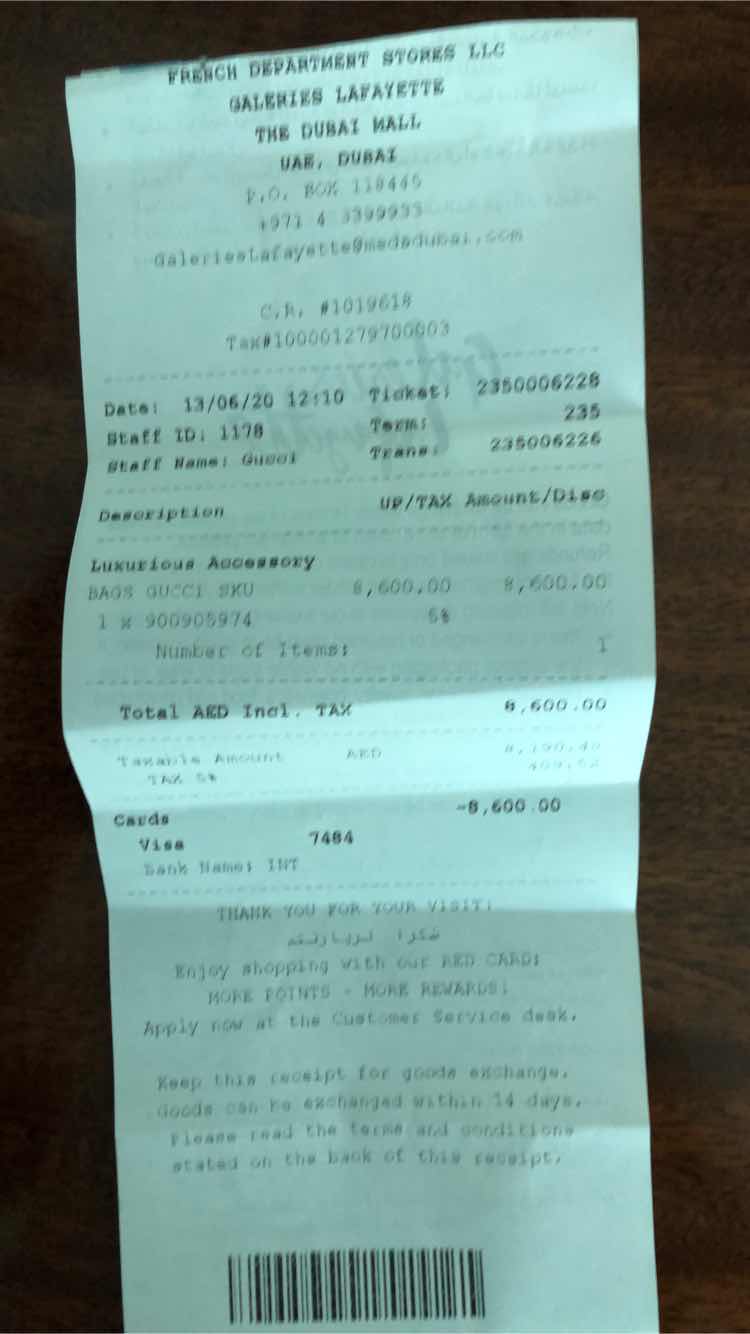 FRENCH DEPARTMENT STORES LLC
GALERIES LAFAYETTE
THE DUBAI MALL
UAE, DUBAI
P.O. BOX 118445
+971 4 3399933
GaleriesLafayette@medadubai.com
C.R. #1019618
Tax#100001279700003
Date: 13/06/20 12:10 Ticket: 2350006228
Staff ID: 1178 Term: 235
Staff Name: Gucci Trans: 235006226
Description UP/TAX Amount/Disc
Luxurious Accessory
BAGS GUCCI SKU 8,600.00 8,600.00
1 x 900905974 5%
Number of Items: 1
Total AED Incl. TAX 8,600.00
Taxable Amount AED 8,190.48
TAX 5% 409.52
Cards -8,600.00
Visa 7484
Bank Name: INT
THANK YOU FOR YOUR VISIT!
شكرا لزيارتكم
Enjoy shopping with our RED CARD:
MORE POINTS - MORE REWARDS!
Apply now at the Customer Service desk.
Keep this receipt for goods exchange.
Goods can be exchanged within 14 days.
Please read the terms and conditions
stated on the back of this receipt.